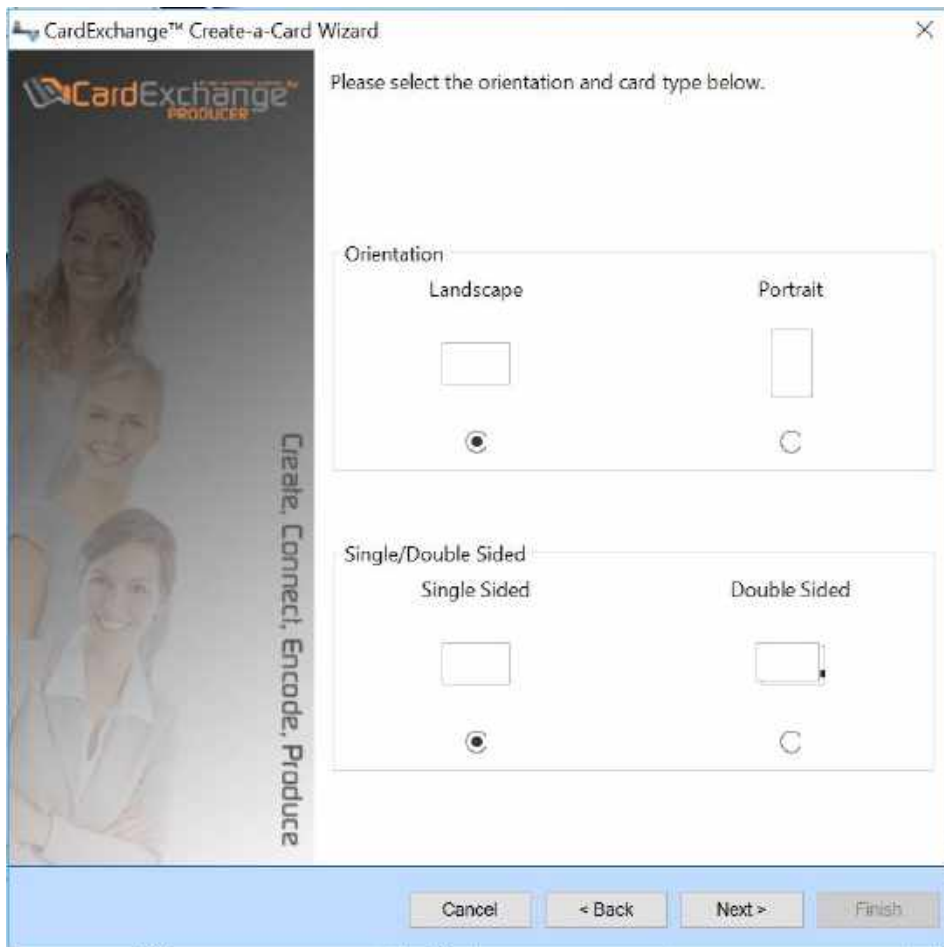 CardExchange™ Create-a-Card Wizard
CardExchange™
PRODUCER
Create, Connect, Encode, Produce
Please select the orientation and card type below.
Orientation
Landscape Portrait
Single/Double Sided
Single Sided Double Sided
Cancel < Back Next > Finish